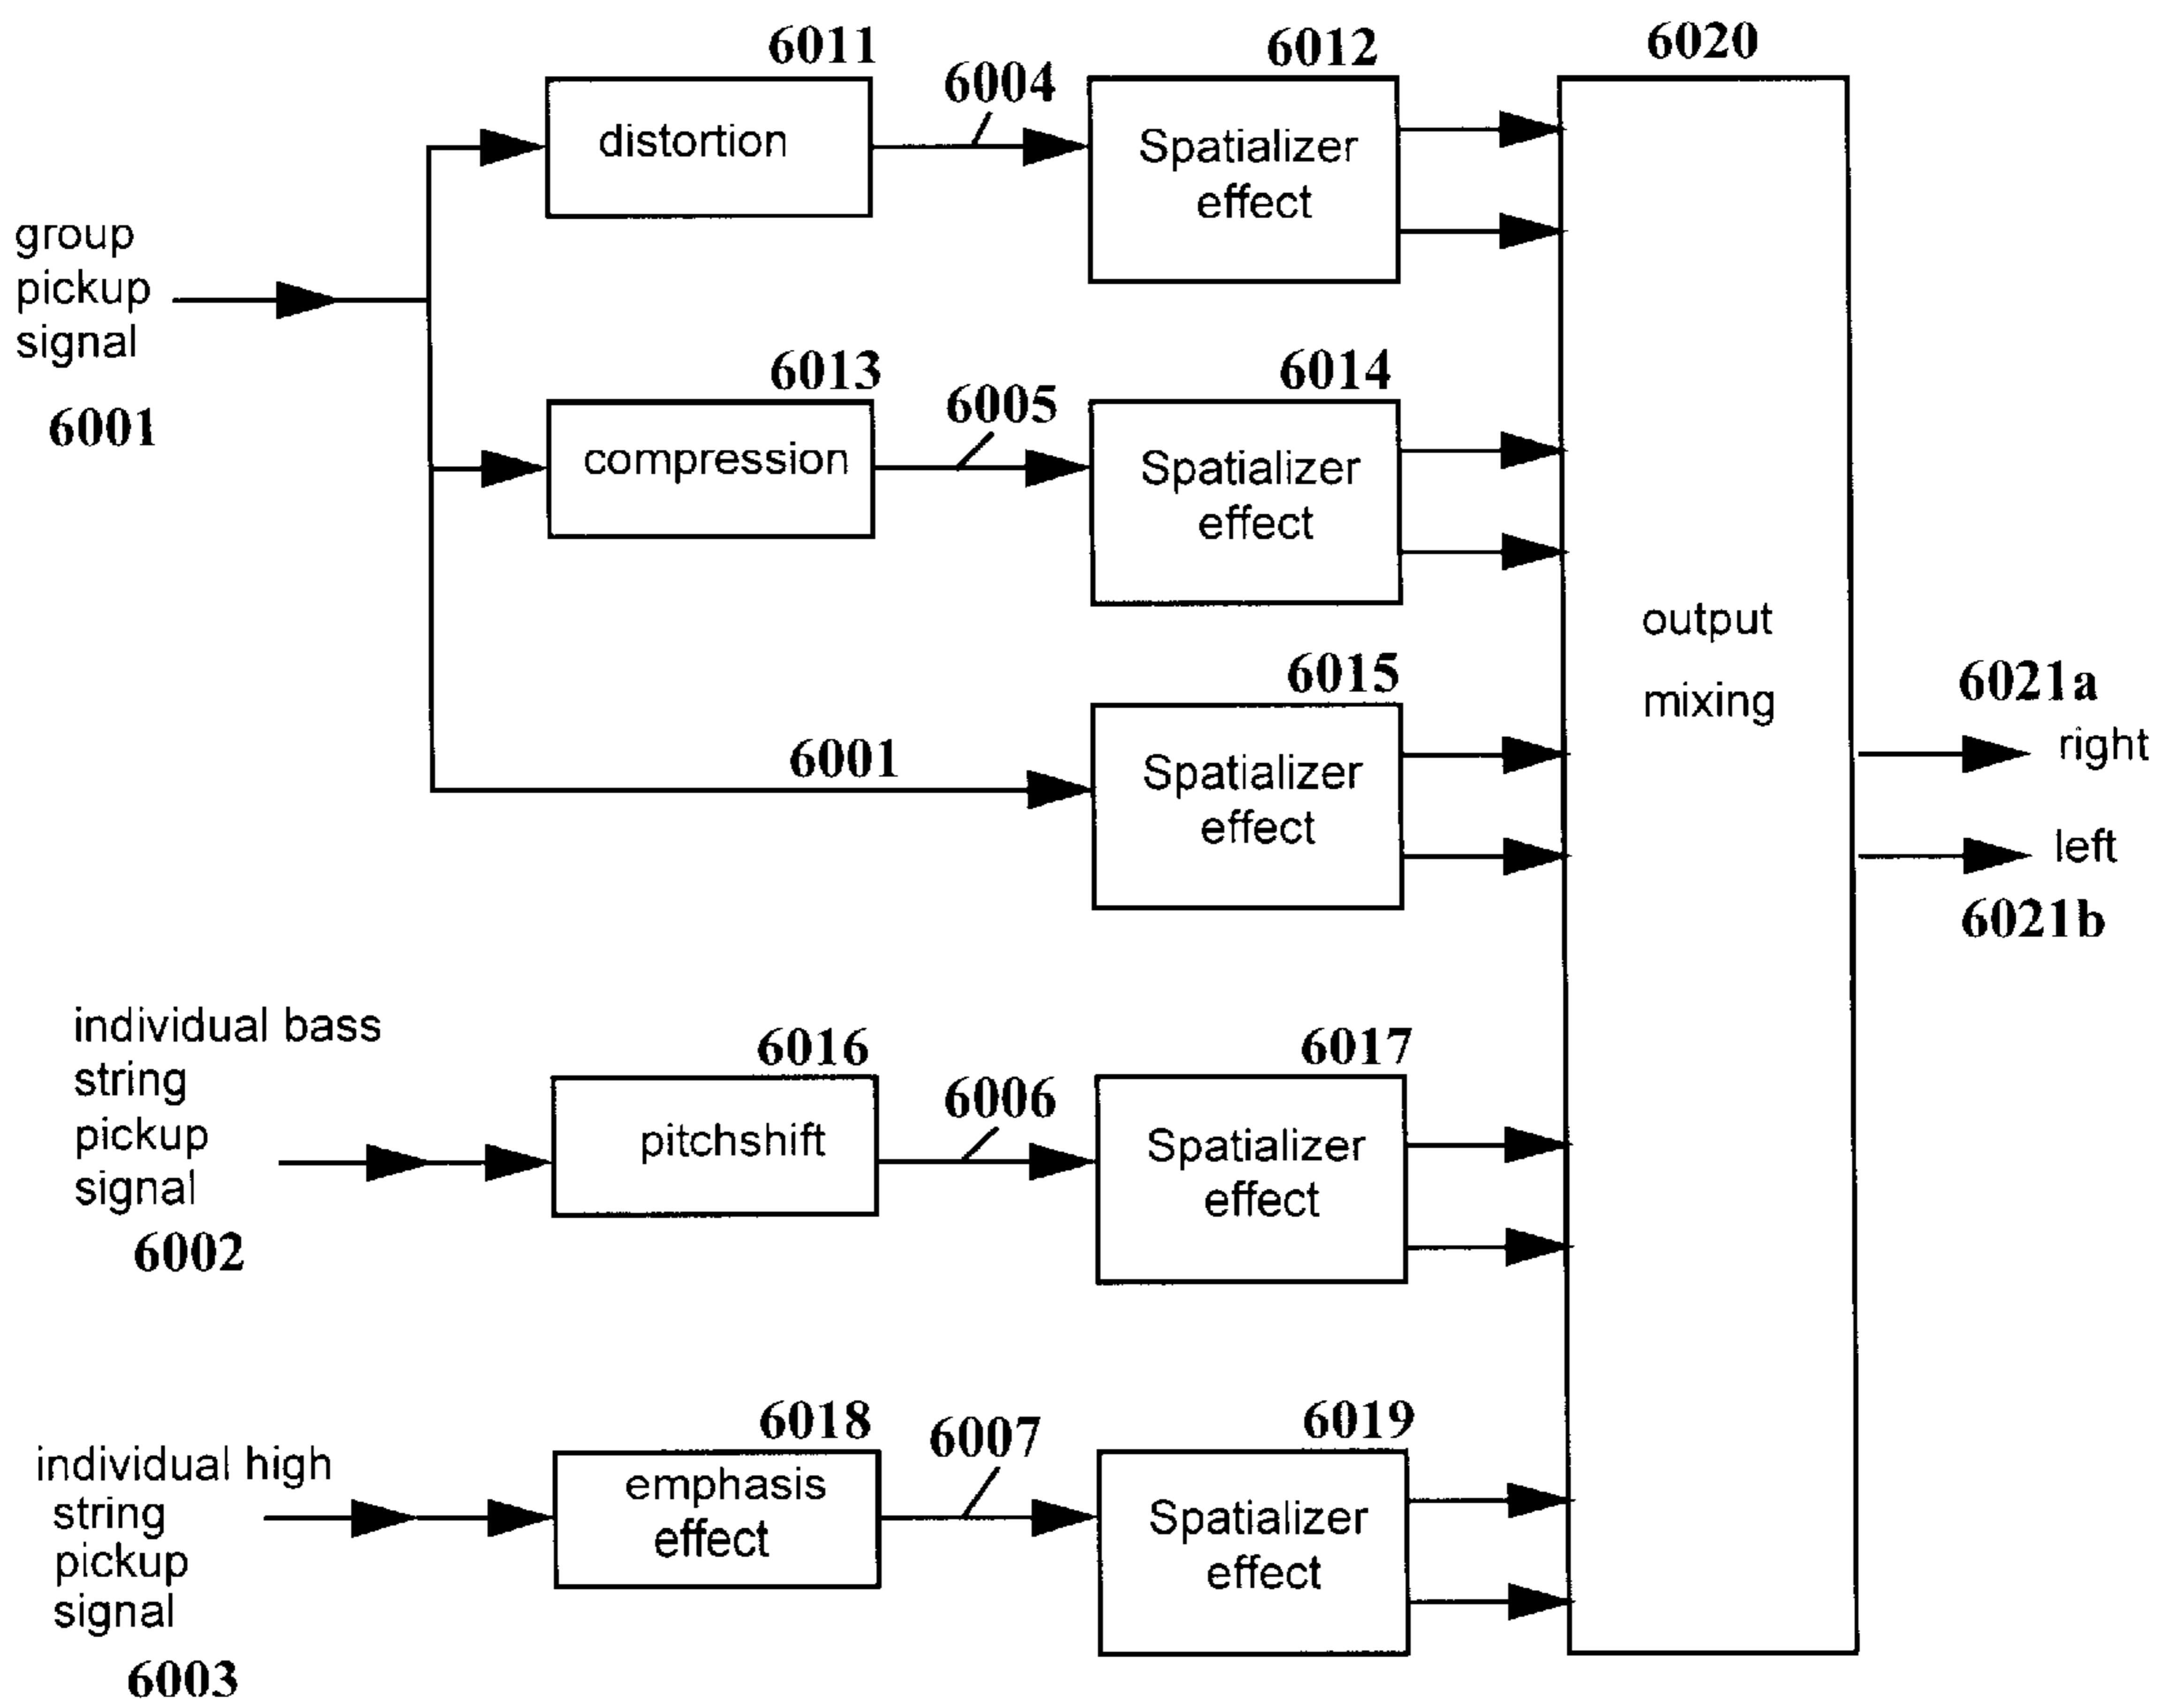 6011
6004
6012
6020
distortion
Spatializer
effect
group
pickup
signal
6001
6013
6005
6014
compression
Spatializer
effect
output
mixing
6015
6001
Spatializer
effect
6021a
right
left
6021b
individual bass
string
pickup
signal
6002
6016
6006
6017
pitchshift
Spatializer
effect
6018
6007
6019
individual high
string
pickup
signal
6003
emphasis
effect
Spatializer
effect